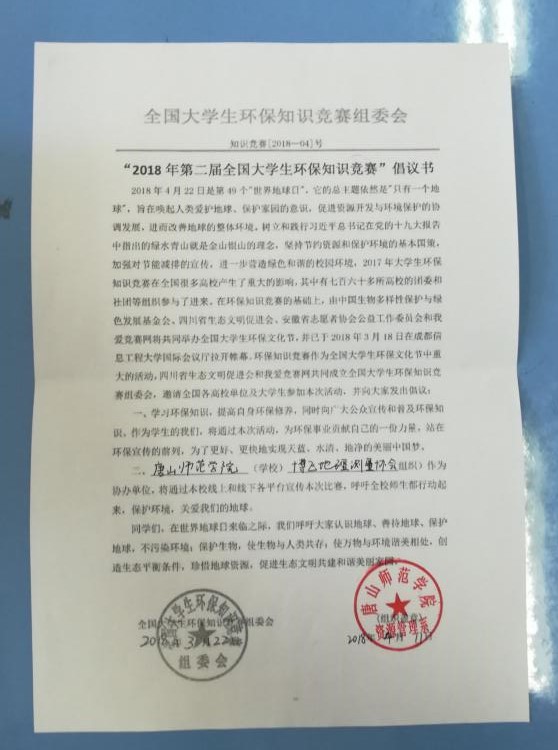 全国大学生环保知识竞赛组委会
知识竞赛[2018—04]号
“2018 年第二届全国大学生环保知识竞赛”倡议书
2018 年 4 月 22 日是第 49 个“世界地球日”，它的总主题依然是“只有一个地
球”，旨在唤起人类爱护地球、保护家园的意识，促进资源开发与环境保护的协
调发展，进而改善地球的整体环境。树立和践行习近平总书记在党的十九大报告
中指出的绿水青山就是金山银山的理念，坚持节约资源和保护环境的基本国策，
加强对节能减排的宣传，进一步营造绿色和谐的校园环境，2017 年大学生环保
知识竞赛在全国很多高校产生了重大的影响，其中有七百六十多所高校的团委和
社团等组织参与了进来。在环保知识竞赛的基础上，由中国生物多样性保护与绿
色发展基金会、四川省生态文明促进会、安徽省志愿者协会公益工作委员会和我
爱竞赛网将共同举办全国大学生环保文化节，并已于 2018 年 3 月 18 日在成都信
息工程大学国际会议厅拉开帷幕。环保知识竞赛作为全国大学生环保文化节中重
大的活动，四川省生态文明促进会和我爱竞赛网共同成立全国大学生环保知识竞
赛组委会，邀请全国各高校单位及大学生参加本次活动，并向大家发出倡议：
一、学习环保知识，提高自身环保修养，同时向广大公众宣传和普及环保知
识。作为学生的我们，将通过本次活动，为环保事业贡献自己的一份力量，站在
环保宣传的前列，为了更好、更快地实现天蓝、水清、地净的美丽中国梦。
二、唐山师范学院（学校）博飞地理测量协会（组织）作为
协办单位，将通过本校线上和线下各平台宣传本次比赛，呼吁全校师生都行动起
来，保护环境，关爱我们的地球。
同学们，在世界地球日来临之际，我们呼吁大家认识地球、善待地球、保护
地球，不污染环境；保护生物，使生物与人类共存；使万物与环境谐美相处，创
造生态平衡条件，珍惜地球资源，促进生态文明共建和谐美丽家园。
全国大学生环保知识竞赛组委会
2018 年 3 月 22 日
组委会
（组织盖章）
2018 年 4 月 11 日
唐山师范学院
资源管理系